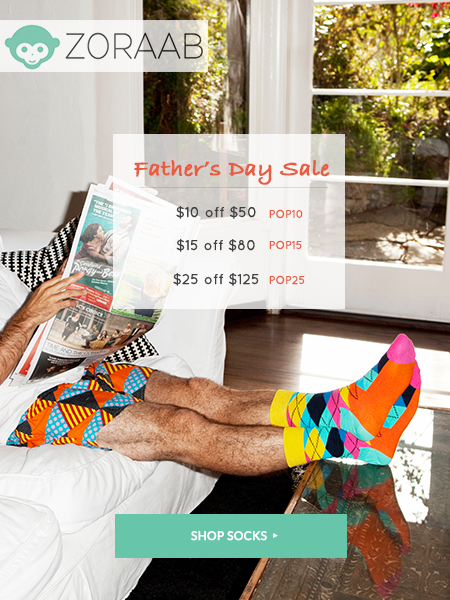 ZORAAB
Father's Day Sale
$10 off $50 POP10
$15 off $80 POP15
$25 off $125 POP25
SHOP SOCKS ▸